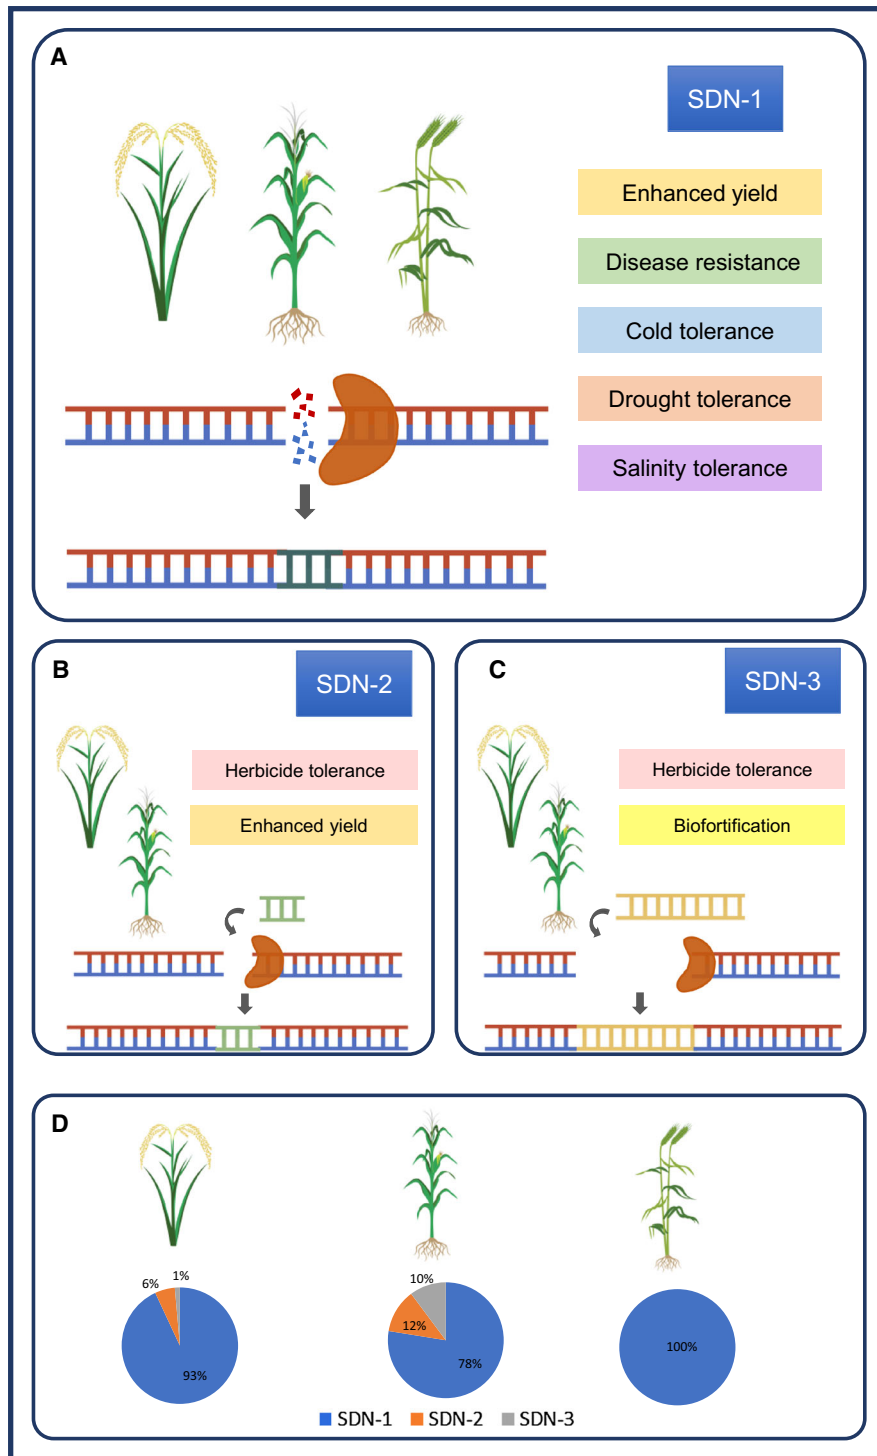 A
SDN-1
Enhanced yield
Disease resistance
Cold tolerance
Drought tolerance
Salinity tolerance
B
SDN-2
Herbicide tolerance
Enhanced yield
C
SDN-3
Herbicide tolerance
Biofortification
D
1%
6%
93%
10%
12%
78%
100%
SDN-1 SDN-2 SDN-3